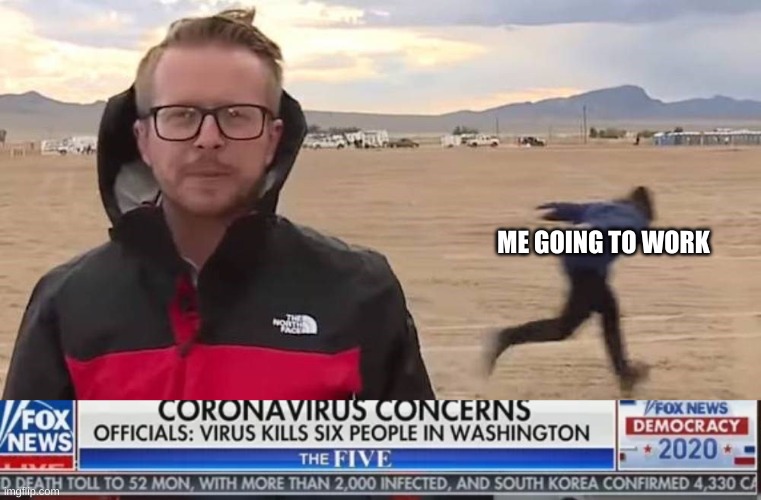 ME GOING TO WORK
THE
NORTH
FACE
CORONAVIRUS CONCERNS
OFFICIALS: VIRUS KILLS SIX PEOPLE IN WASHINGTON
THE FIVE
FOX
NEWS
LIVE
FOX NEWS
DEMOCRACY
2020
DEATH TOLL TO 52 MON, WITH MORE THAN 2,000 INFECTED, AND SOUTH KOREA CONFIRMED 4,330
imgflip.com